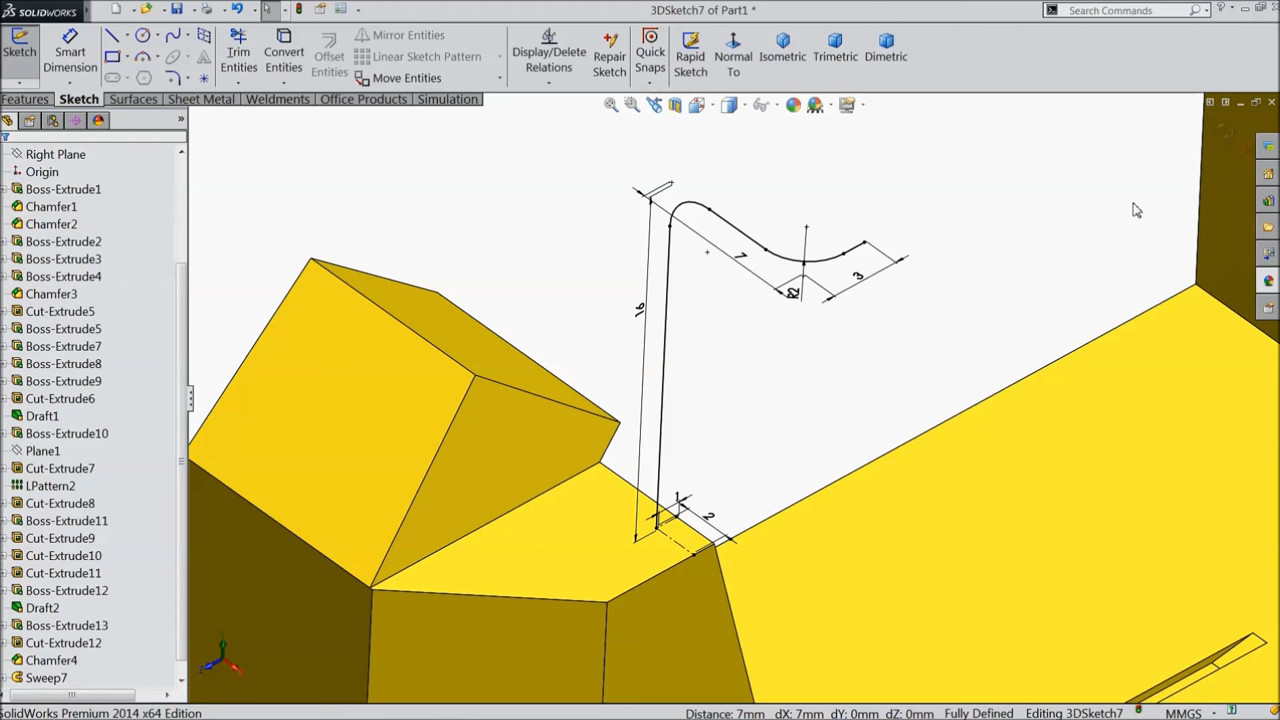 SOLIDWORKS
3DSketch7 of Part1 *
Search Commands
Sketch
Smart
Dimension
Trim
Entities
Convert
Entities
Offset
Entities
Mirror Entities
Linear Sketch Pattern
Move Entities
Display/Delete
Relations
Repair
Sketch
Quick
Snaps
Rapid
Sketch
Normal
To
Isometric
Trimetric
Dimetric
Features
Sketch
Surfaces
Sheet Metal
Weldments
Office Products
Simulation
Right Plane
Origin
Boss-Extrude1
Chamfer1
Chamfer2
Boss-Extrude2
Boss-Extrude3
Boss-Extrude4
Chamfer3
Cut-Extrude5
Boss-Extrude7
Boss-Extrude8
Boss-Extrude9
Cut-Extrude6
Draft1
Boss-Extrude10
Plane1
Cut-Extrude7
LPattern2
Cut-Extrude8
Boss-Extrude11
Cut-Extrude9
Cut-Extrude10
Cut-Extrude11
Boss-Extrude12
Draft2
Boss-Extrude13
Cut-Extrude12
Chamfer4
Sweep7
7
3
R2
16
1
2
SOLIDWORKS Premium 2014 x64 Edition
Distance: 7mm dX: 7mm dY: 0mm dZ: 0mm Fully Defined Editing 3DSketch7 MMGS